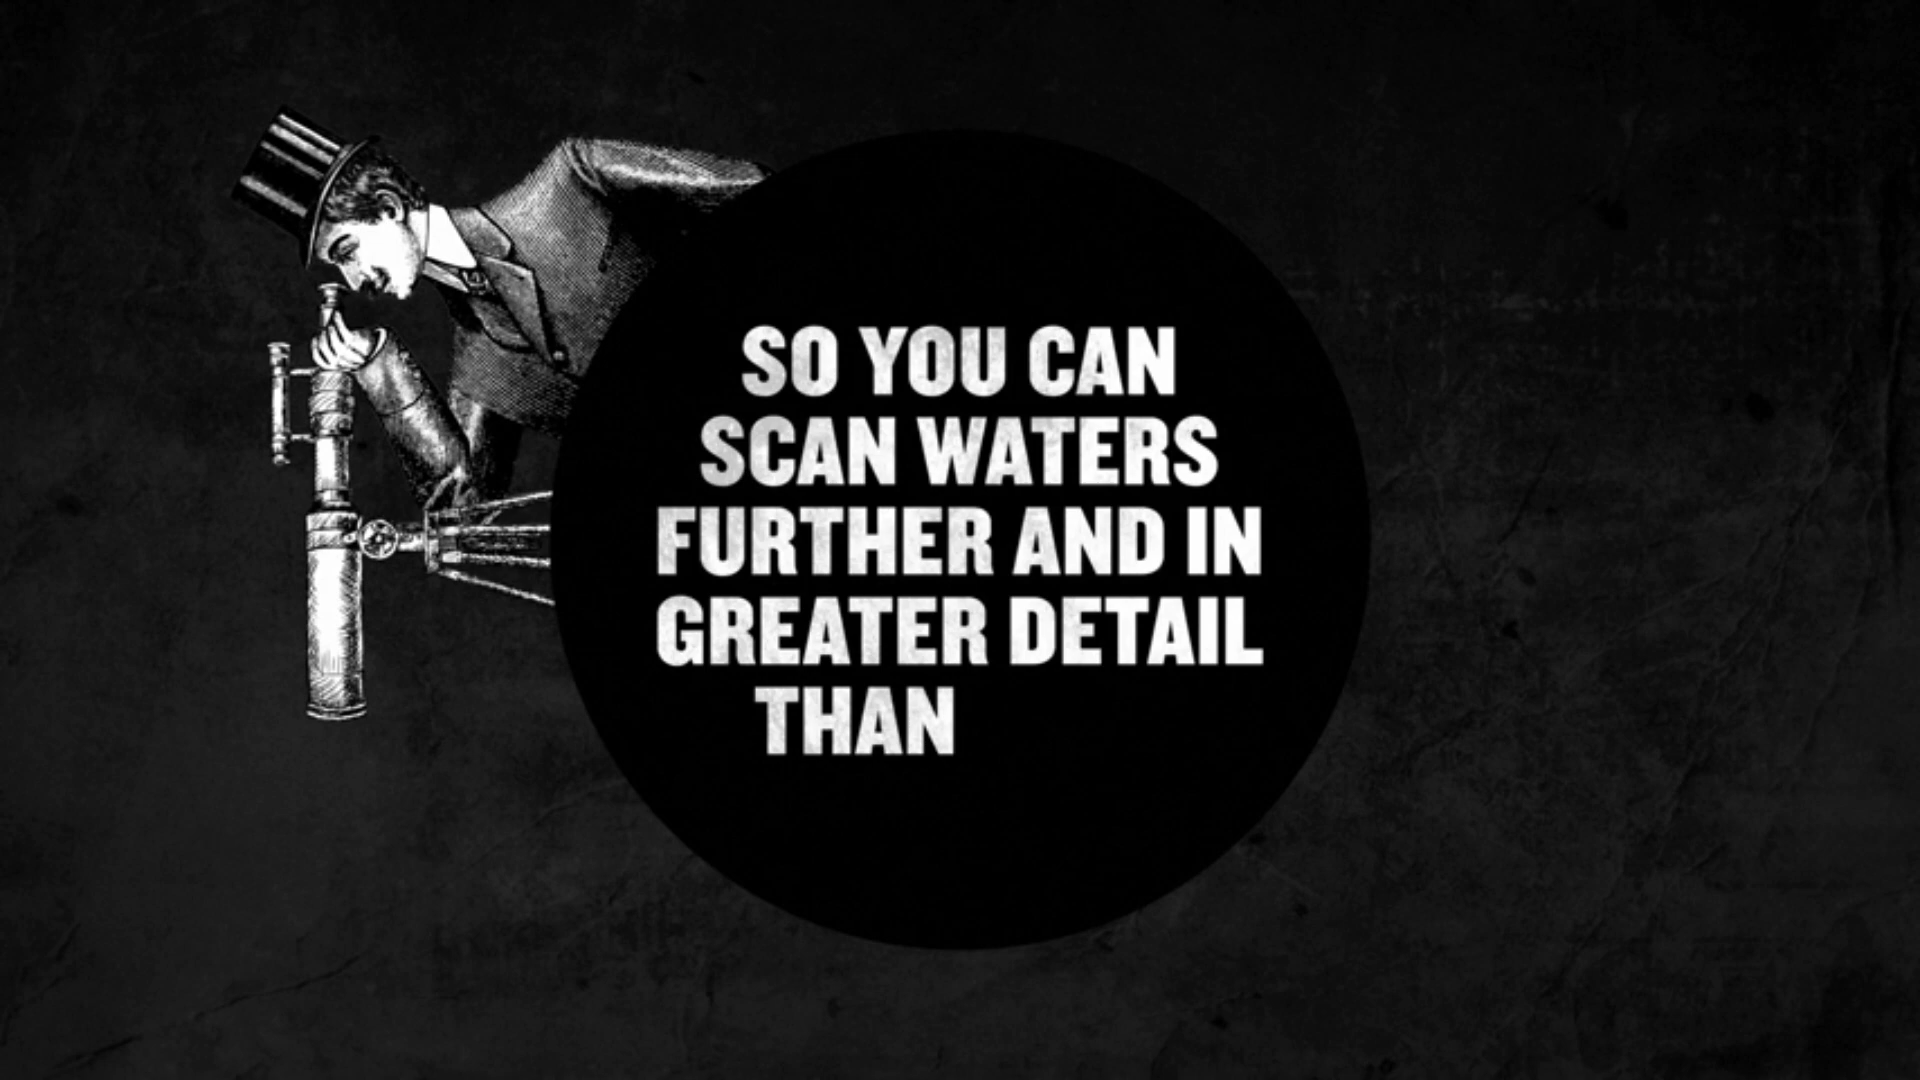 SO YOU CAN
SCAN WATERS
FURTHER AND IN
GREATER DETAIL
THAN